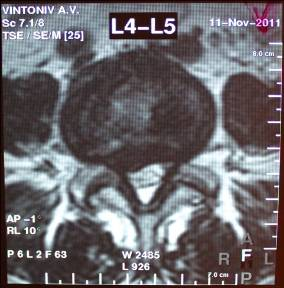 VINTONIV A.V.
Sc 7.1/8
TSE / SE/M [25]
L4-L5
11-Nov-2011
8.0 cm
AP -1°
RL 10°
P 6 L 2 F 63
W 2485
L 926
7.0 cm
A
R F L
P